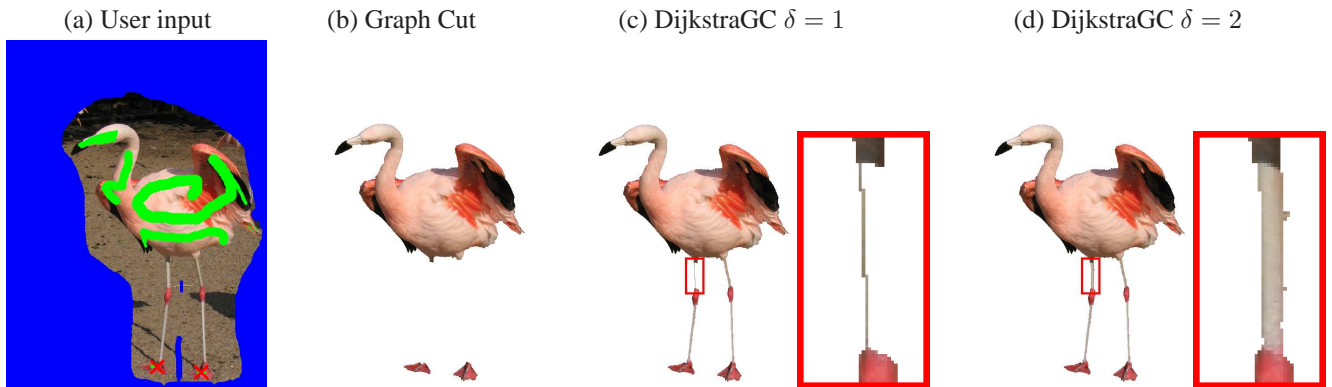 (a) User input
(b) Graph Cut
(c) DijkstraGC δ = 1
(d) DijkstraGC δ = 2